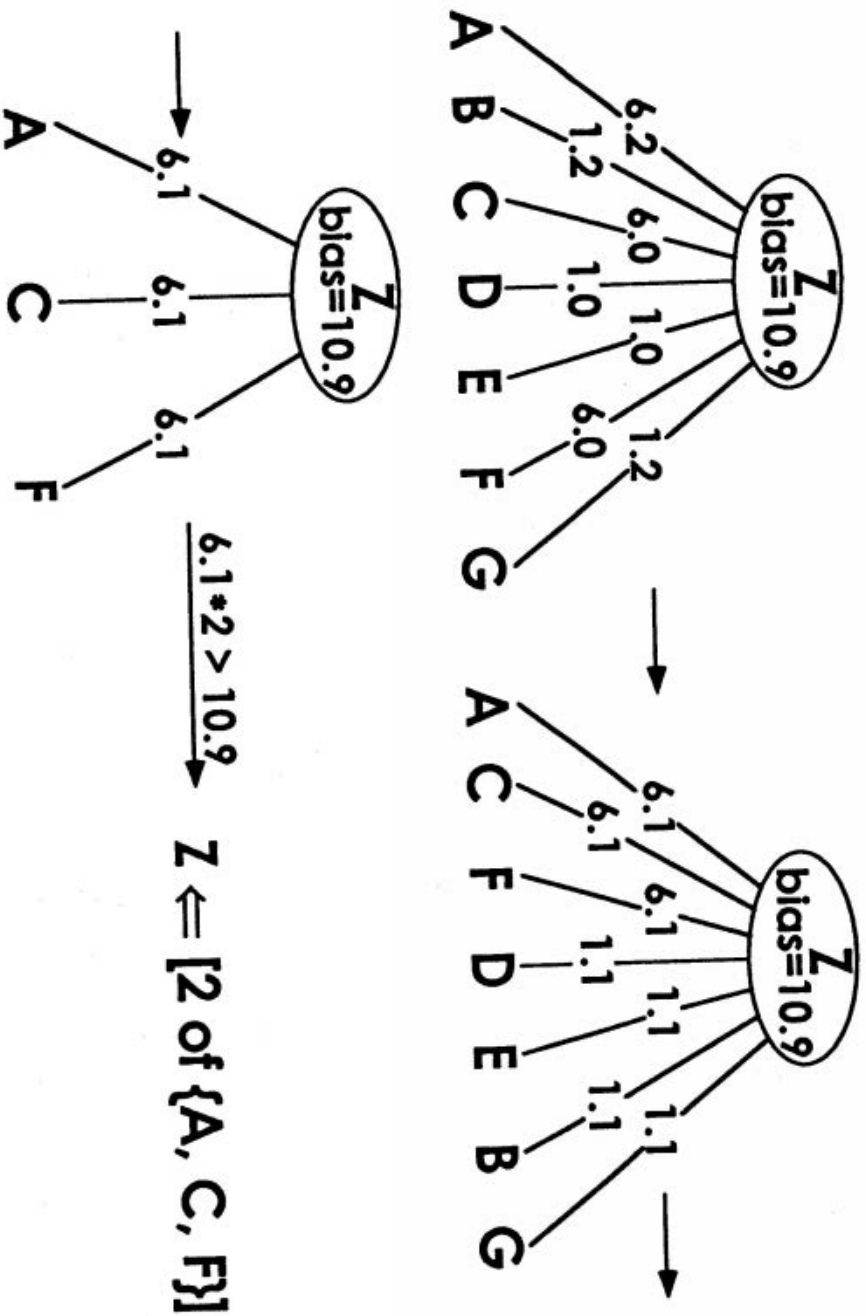 Z
bias=10.9
6.2
1.2
6.0
1.0
1.0
6.0
1.2
A B C D E F G
Z
bias=10.9
6.1
6.1
6.1
1.1
1.1
1.1
1.1
A C F D E B G
Z
bias=10.9
6.1
6.1
6.1
A C F
6.1*2 > 10.9
Z ⇐ [2 of {A, C, F}]